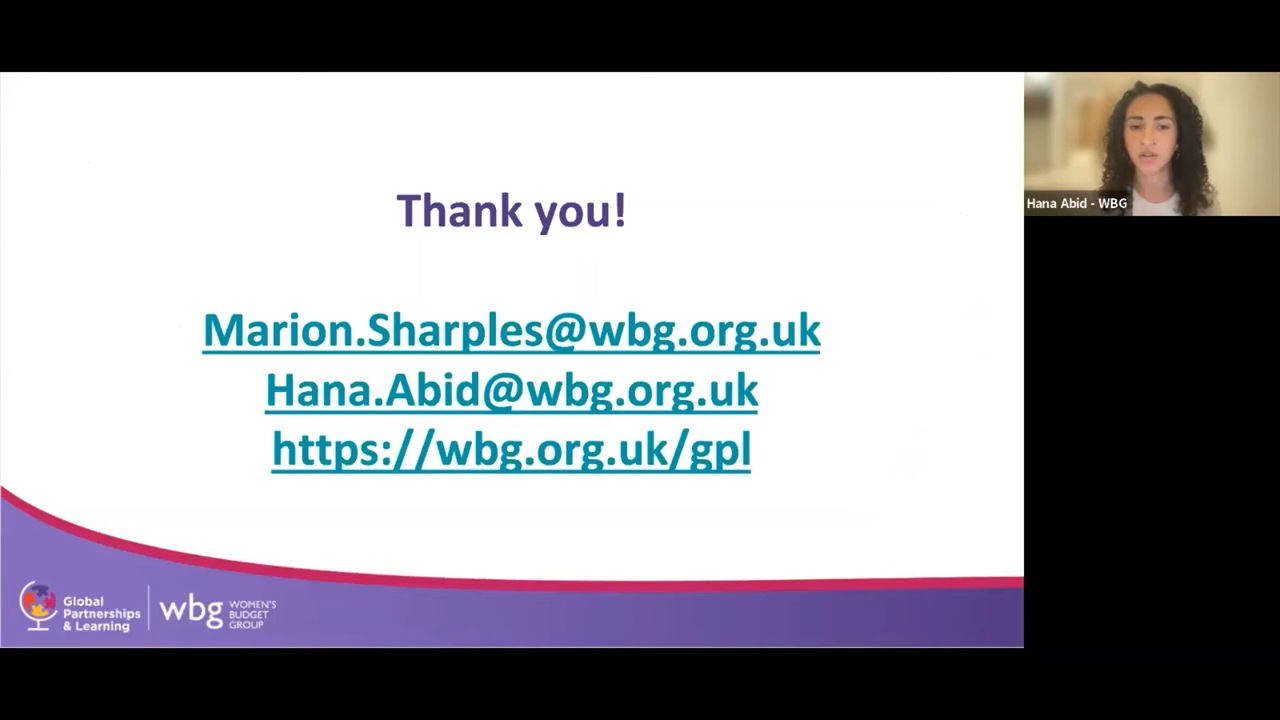 Thank you!
Marion.Sharples@wbg.org.uk
Hana.Abid@wbg.org.uk
https://wbg.org.uk/gpl
Global
Partnerships
& Learning
wbg
WOMEN'S
BUDGET
GROUP
Hana Abid - WBG